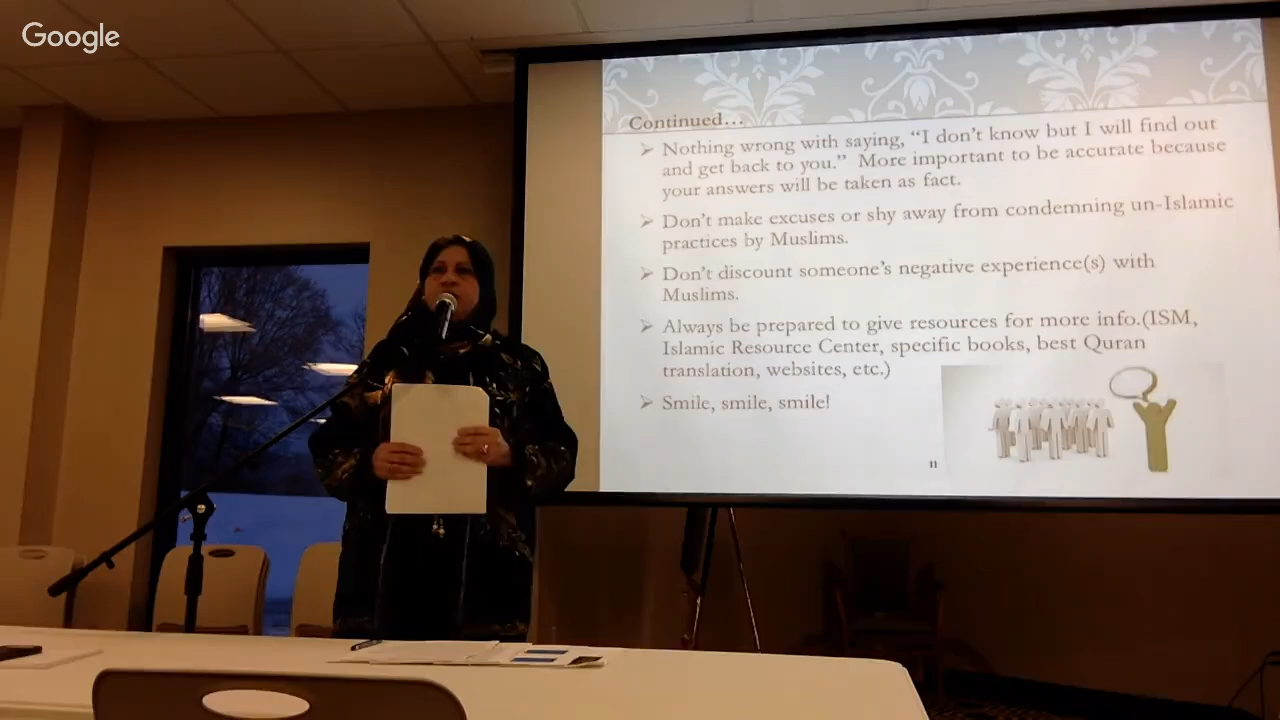 Google
Continued…
Nothing wrong with saying, “I don’t know but I will find out
and get back to you.” More important to be accurate because
your answers will be taken as fact.
Don’t make excuses or shy away from condemning un-Islamic
practices by Muslims.
Don’t discount someone’s negative experience(s) with
Muslims.
Always be prepared to give resources for more info.(ISM,
Islamic Resource Center, specific books, best Quran
translation, websites, etc.)
Smile, smile, smile!
11